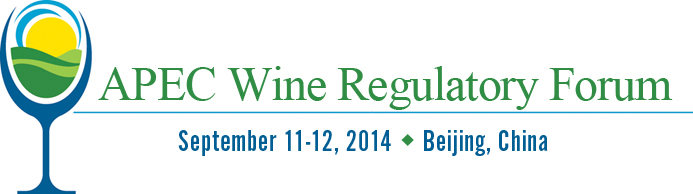 APEC Wine Regulatory Forum
September 11-12, 2014 ◆ Beijing, China